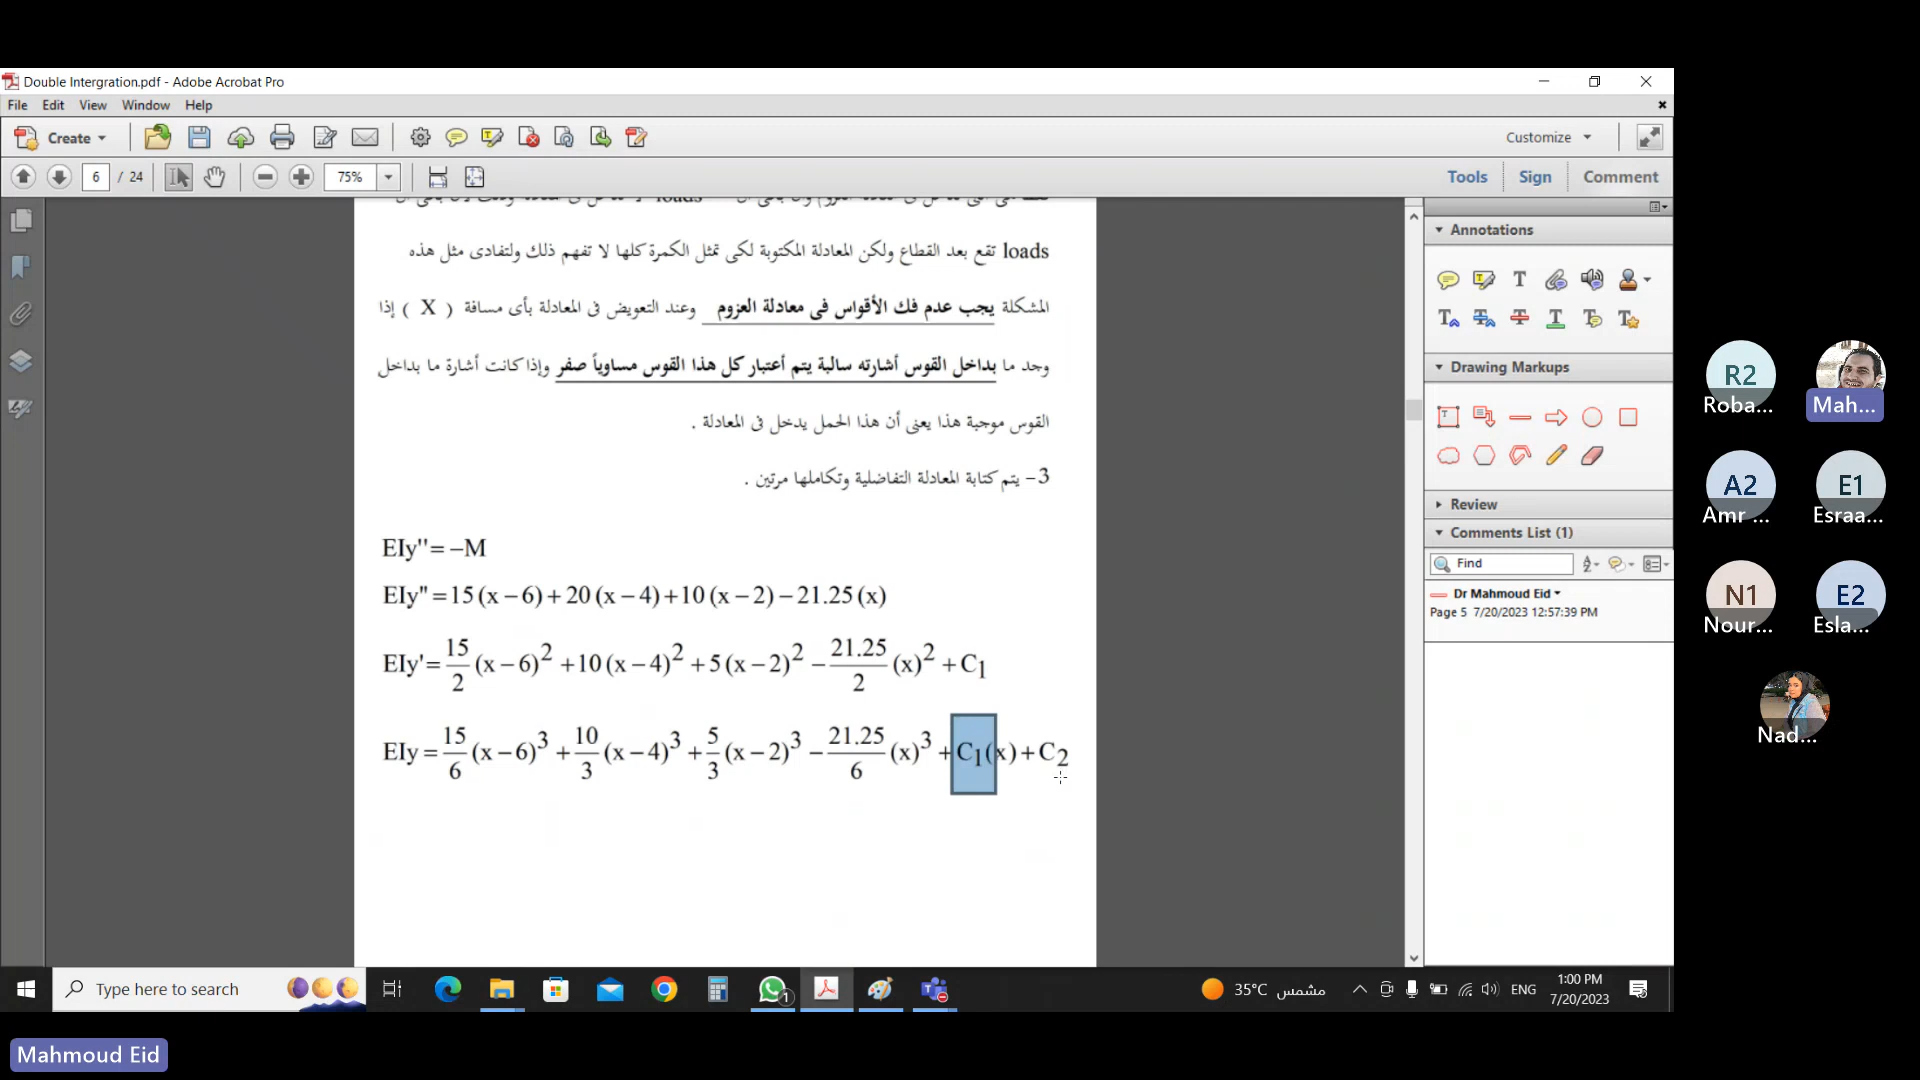 Double Intergration.pdf - Adobe Acrobat Pro
File Edit View Window Help
Create
Customize
6 / 24
75%
Tools Sign Comment
loads تقع بعد القطاع ولكن المعادلة المكتوبة لكى تمثل الكمرة كلها لا تفهم ذلك ولتفادى مثل هذه
المشكلة يجب عدم فك الأقواس فى معادلة العزوم وعند التعويض فى المعادلة بأى مسافة ( X ) إذا
وجد ما بداخل القوس أشارته سالبة يتم أعتبار كل هذا القوس مساوياً صفر وإذا كانت أشارة ما بداخل
القوس موجبة هذا يعنى أن هذا الحمل يدخل فى المعادلة .
3- يتم كتابة المعادلة التفاضلية وتكاملها مرتين .
EIy''= –M
EIy''=15(x–6)+20(x–4)+10(x–2)–21.25(x)
EIy'=15/2(x–6)²+10(x–4)²+5(x–2)²–21.25/2(x)²+C₁
EIy=15/6(x–6)³+10/3(x–4)³+5/3(x–2)³–21.25/6(x)³+C₁(x)+C₂
Annotations
Drawing Markups
Review
Comments List (1)
Find
Dr Mahmoud Eid
Page 5 7/20/2023 12:57:39 PM
R2
Roba...
Mah...
A2
Amr ...
E1
Esraa...
N1
Nour...
E2
Esla...
Nad...
Type here to search
1
35°C مشمس
ENG
1:00 PM
7/20/2023
Mahmoud Eid